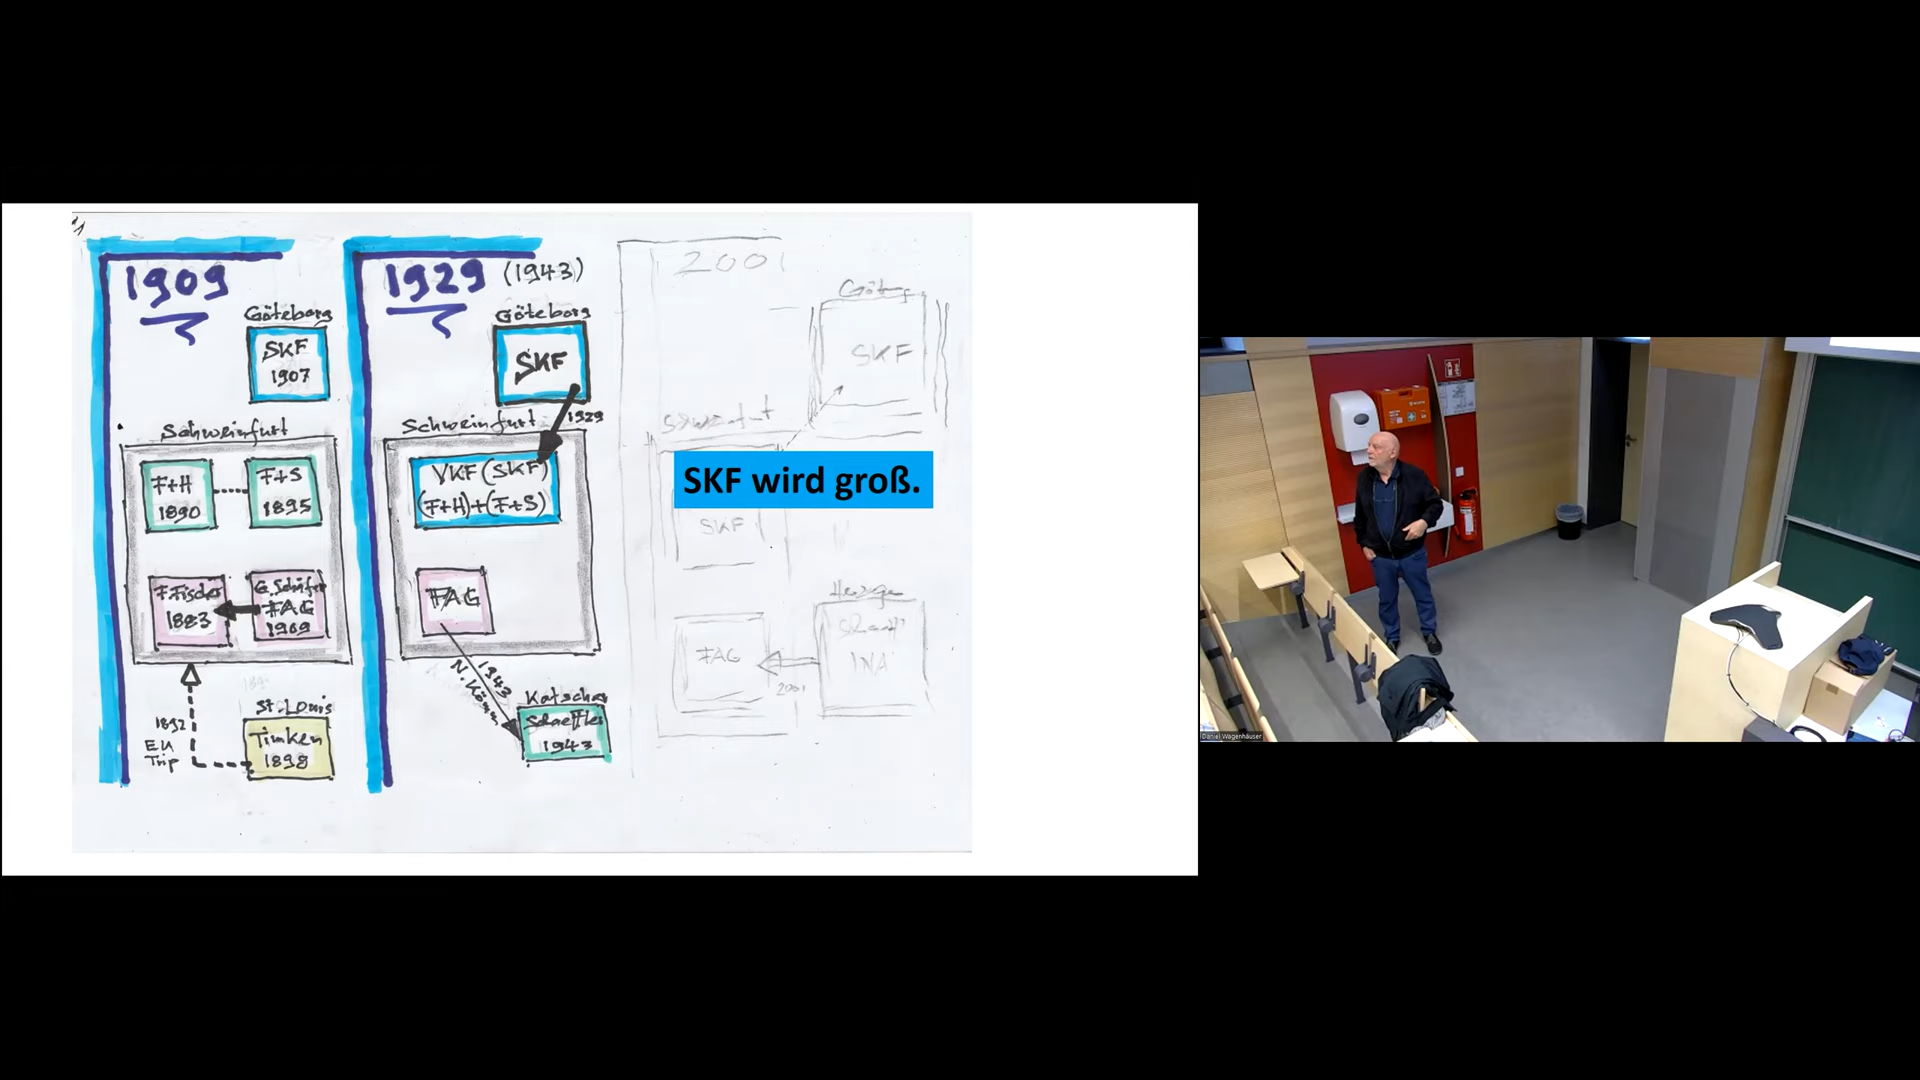 1909
Göteborg
SKF
1907
Schweinfurt
F+H
1890
F+S
1895
F. Fischer
1883
G. Schäfer
FAG
1909
1892
EU
Trip
St. Louis
Timken
1898
1929 (1943)
Göteborg
SKF
1929
Schweinfurt
VKF (SKF)
(F+H)+(F+S)
FAG
1943
Schaeffler
1943
2001
SKF
SKF wird groß.
SKF
FAG
2001
INA
Daniel Wagenhäuser